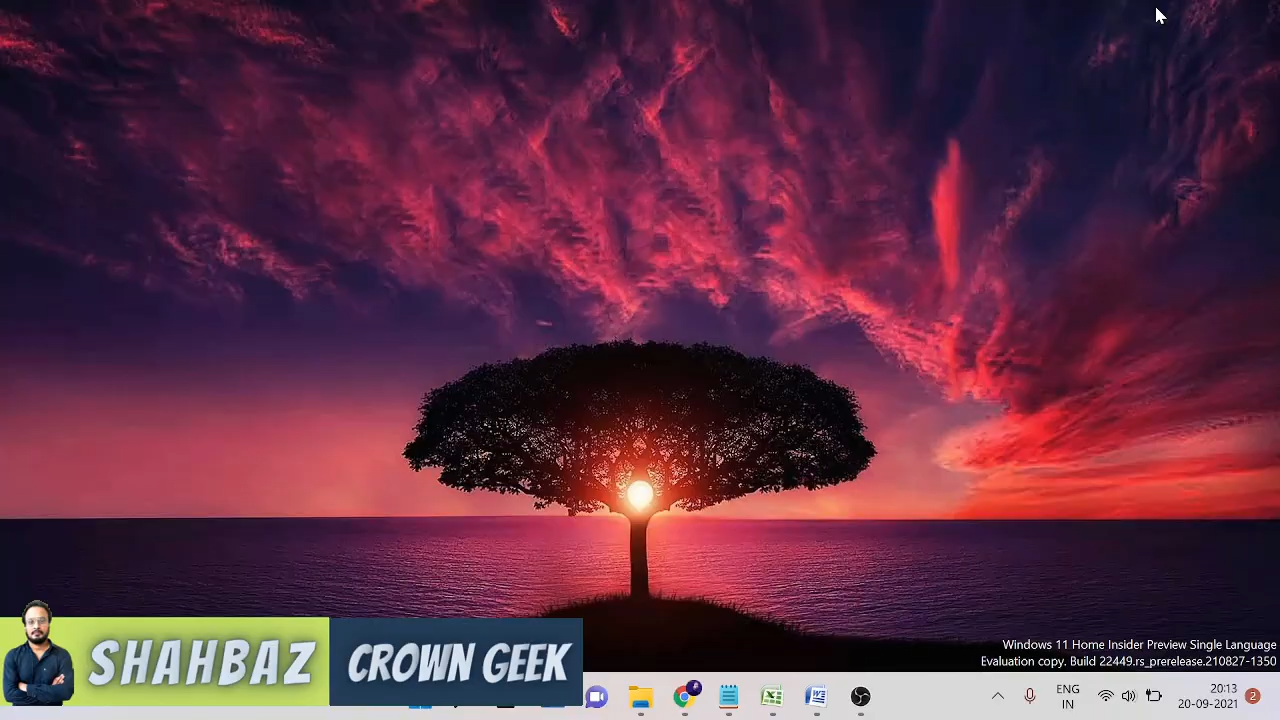 SHAHBAZ
CROWN GEEK
Windows 11 Home Insider Preview Single Language
Evaluation copy. Build 22449.rs_prerelease.210827-1350
ENG
IN
20:13
20-09-2021
2